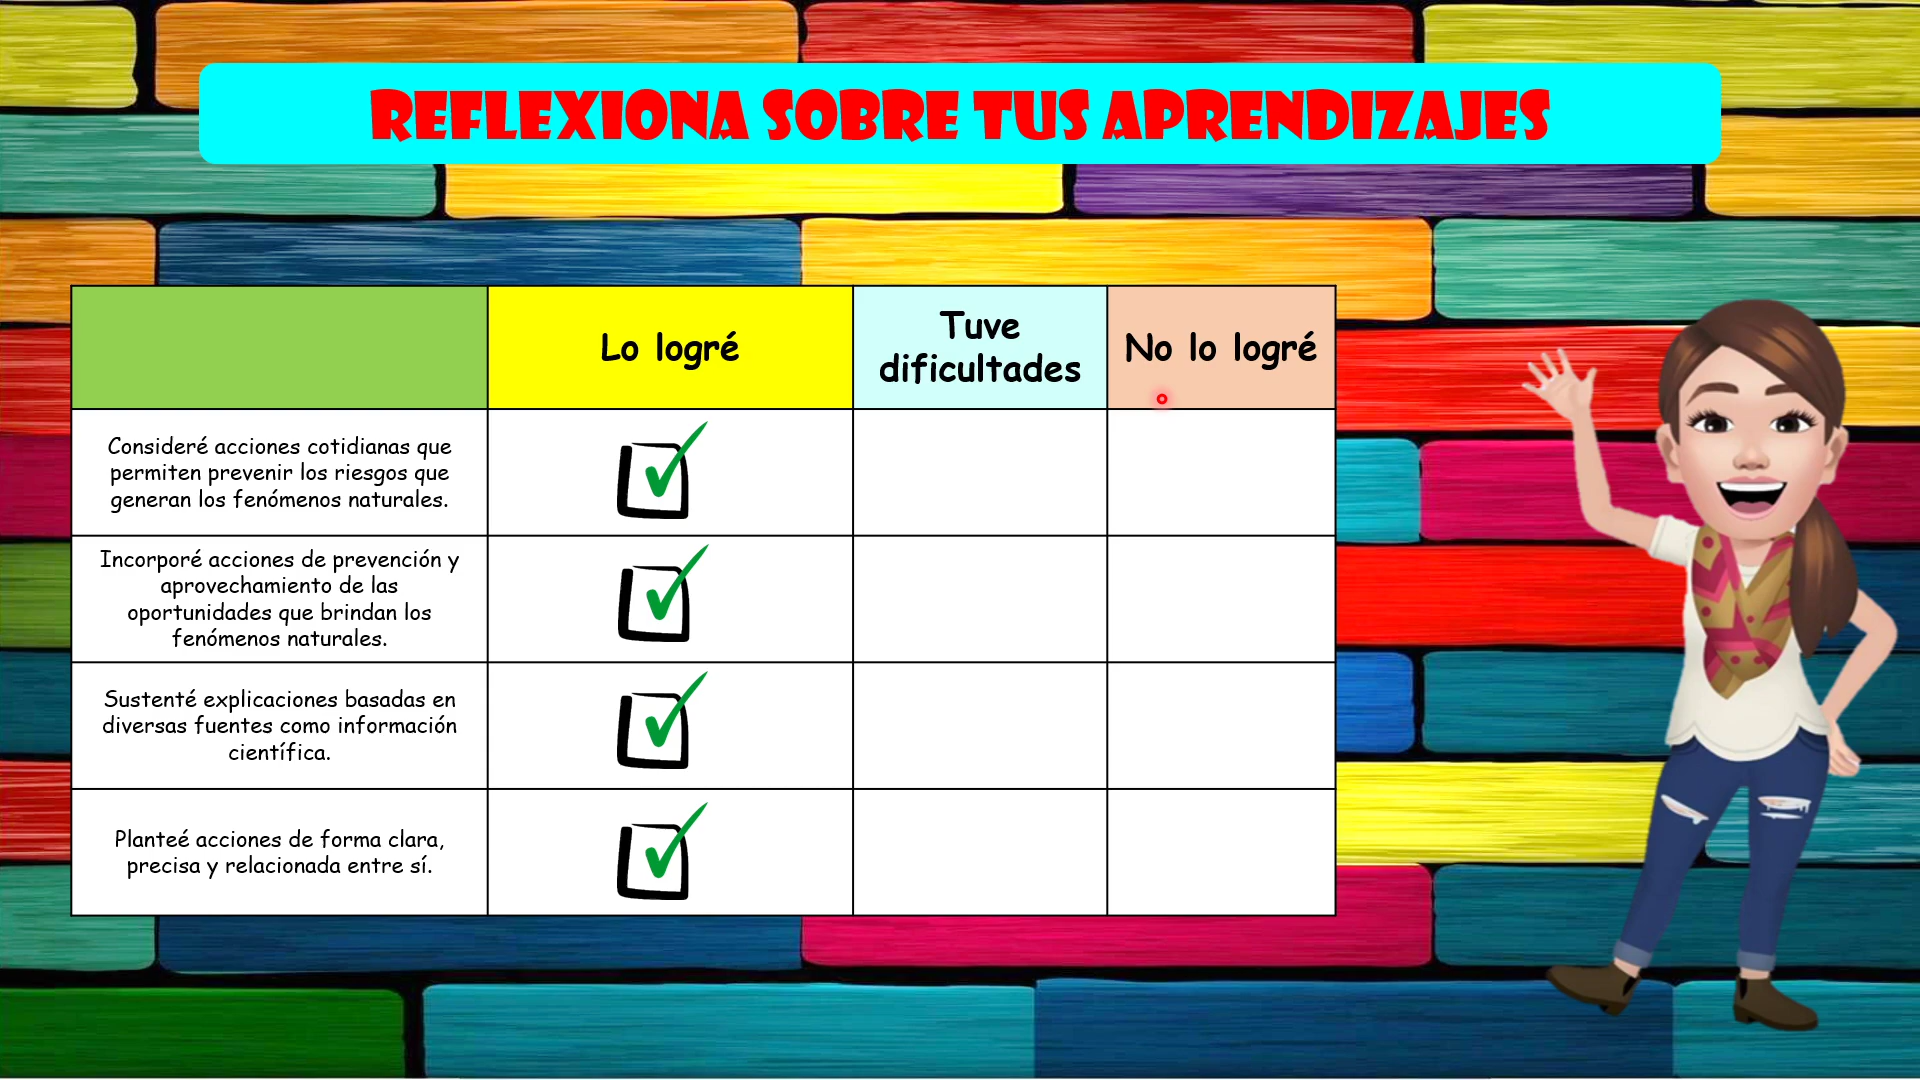 REFLEXIONA SOBRE TUS APRENDIZAJES
Lo logré
Tuve
dificultades
No lo logré
Consideré acciones cotidianas que
permiten prevenir los riesgos que
generan los fenómenos naturales.
Incorporé acciones de prevención y
aprovechamiento de las
oportunidades que brindan los
fenómenos naturales.
Sustenté explicaciones basadas en
diversas fuentes como información
científica.
Planteé acciones de forma clara,
precisa y relacionada entre sí.